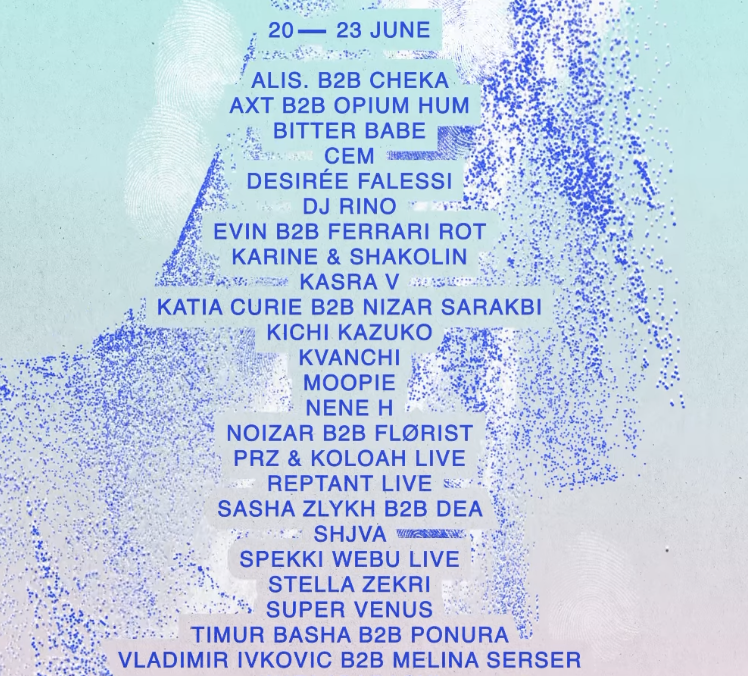 20 — 23 JUNE
ALIS. B2B CHEKA
AXT B2B OPIUM HUM
BITTER BABE
CEM
DESIRÉE FALESSI
DJ RINO
EVIN B2B FERRARI ROT
KARINE & SHAKOLIN
KASRA V
KATIA CURIE B2B NIZAR SARAKBI
KICHI KAZUKO
KVANCHI
MOOPIE
NENE H
NOIZAR B2B FLØRIST
PRZ & KOLOAH LIVE
REPTANT LIVE
SASHA ZLYKH B2B DEA
SHJVA
SPEKKI WEBU LIVE
STELLA ZEKRI
SUPER VENUS
TIMUR BASHA B2B PONURA
VLADIMIR IVKOVIC B2B MELINA SERSER